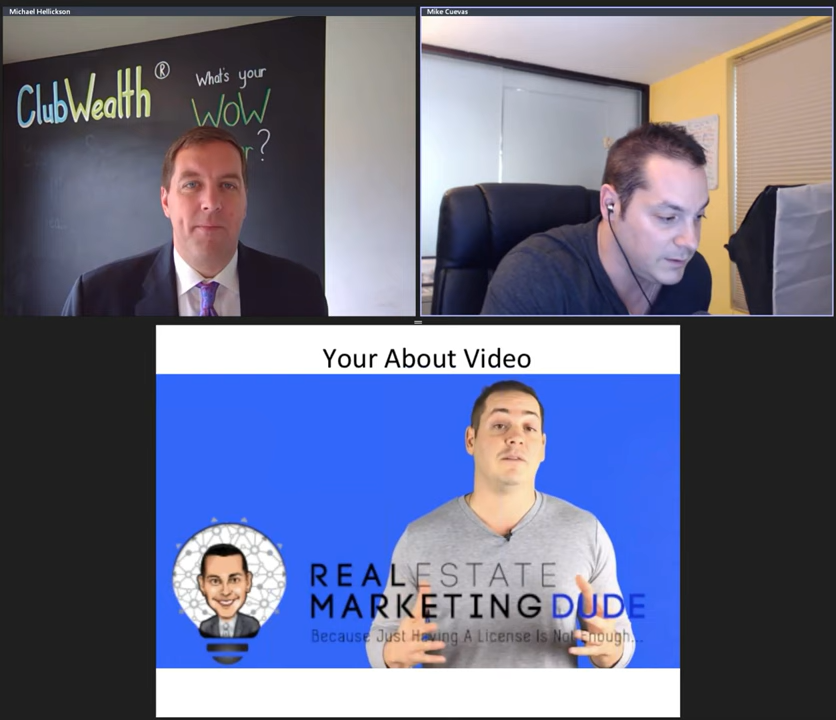 Michael Hellickson
Mike Cuevas
ClubWealth®
What's your
WOW
r?
Your About Video
REAL ESTATE
MARKETING DUDE
Because Just Having A License Is Not Enough...